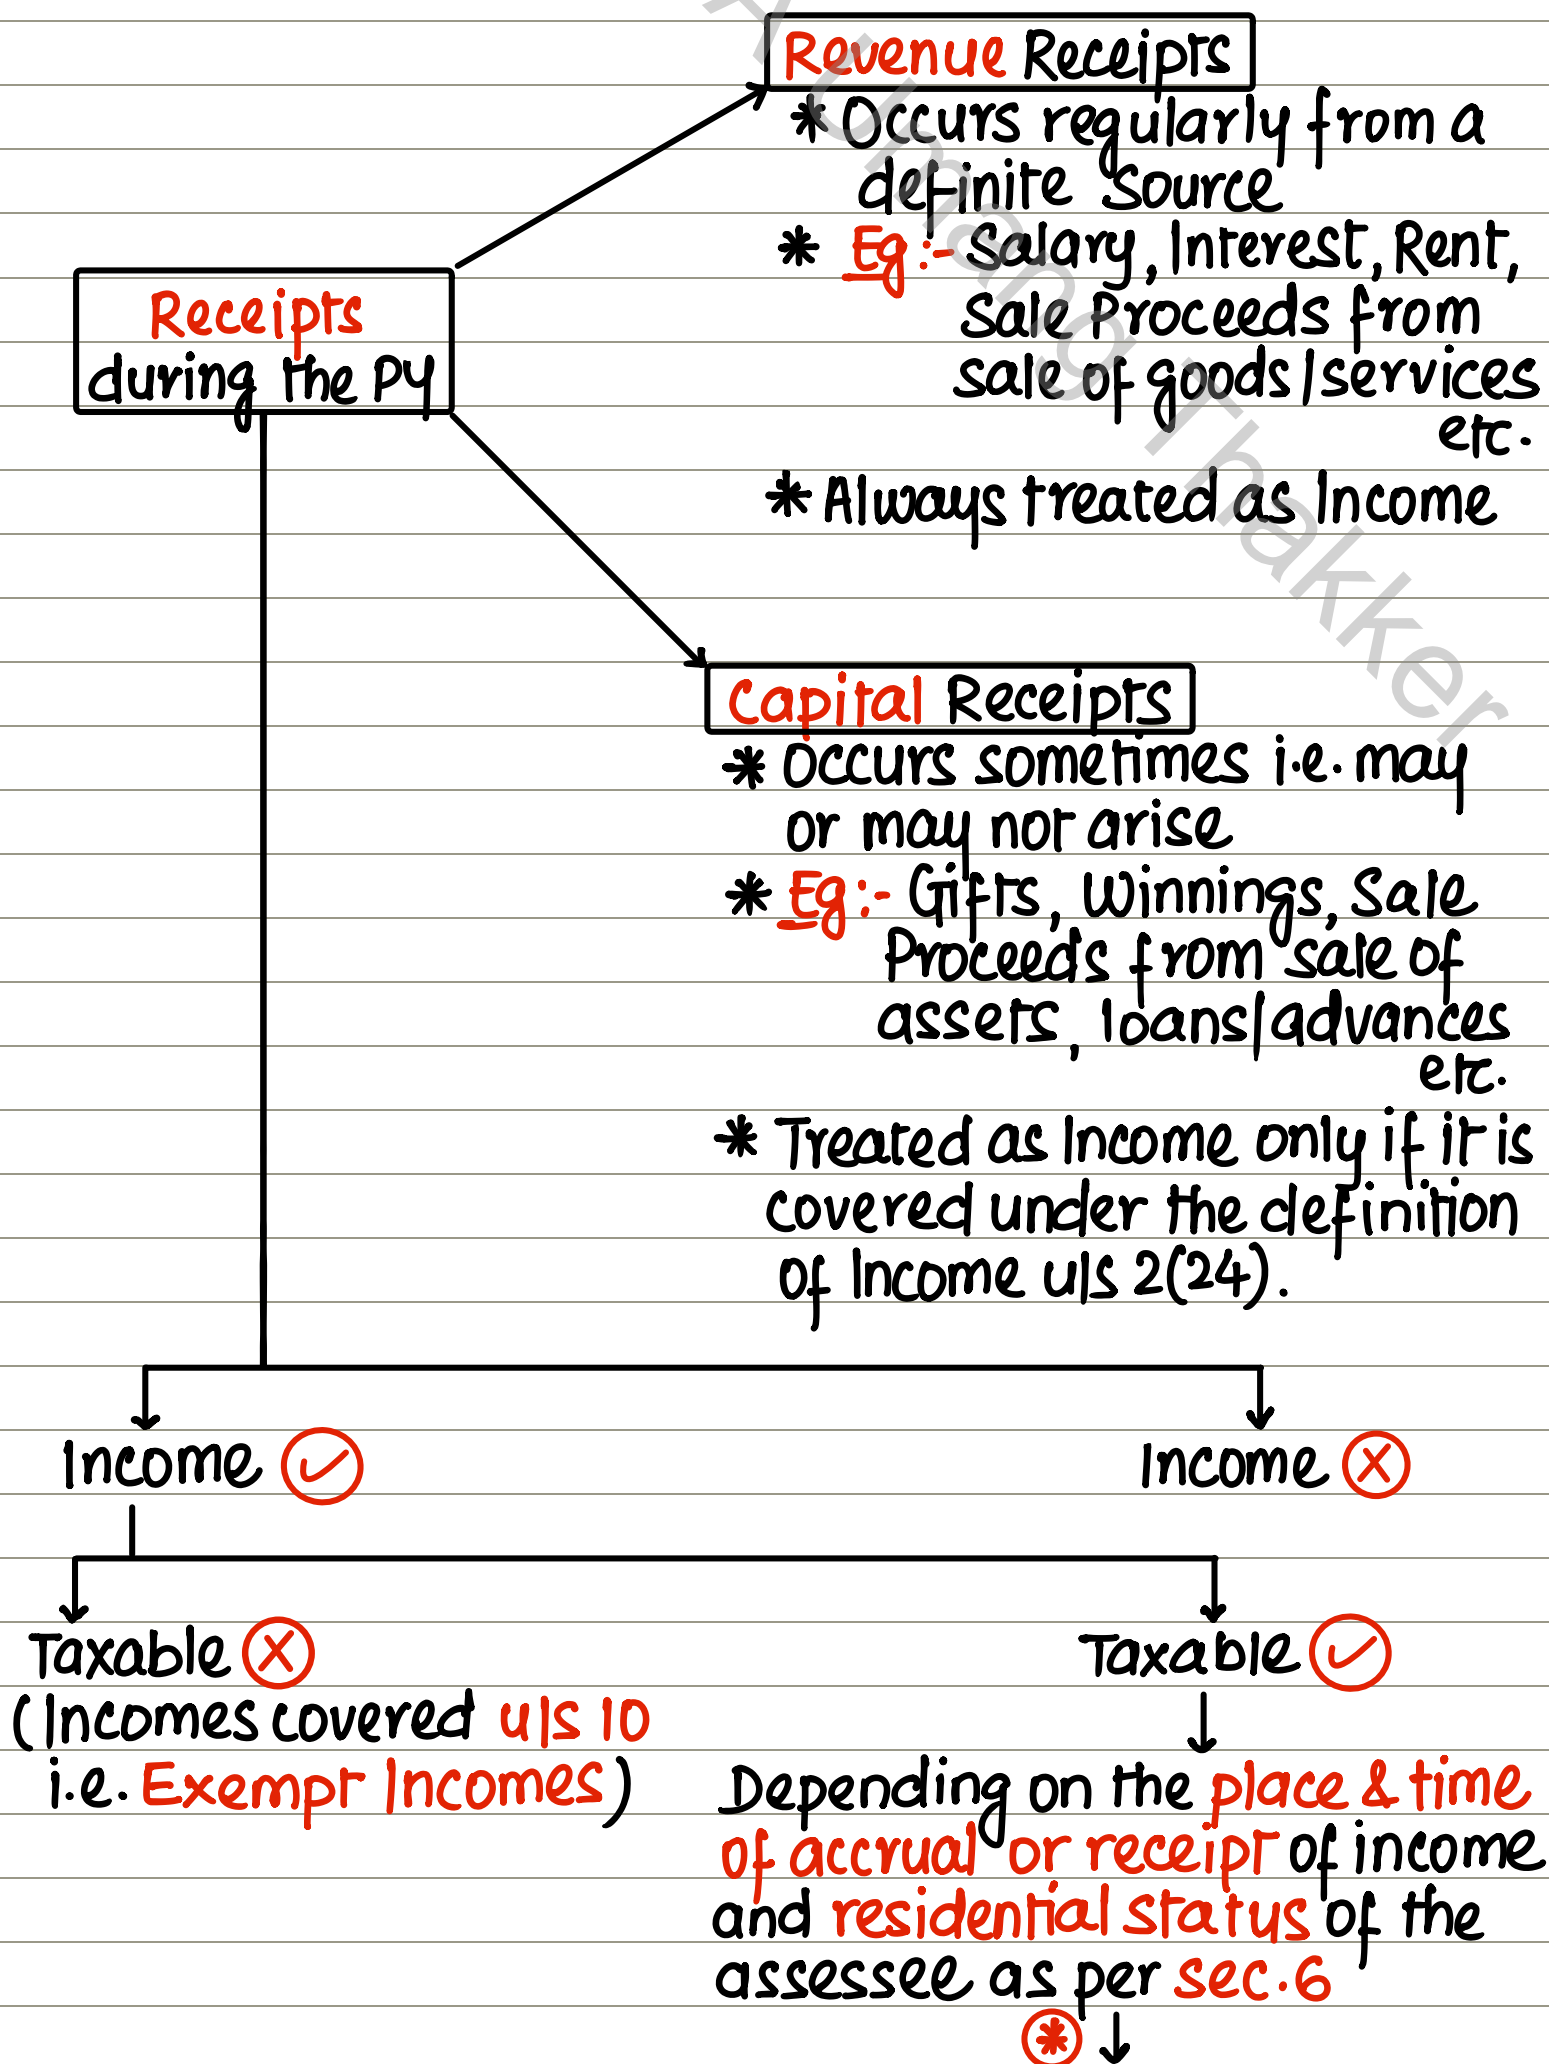 Revenue Receipts
* Occurs regularly from a
definite source
* Eg:- Salary, Interest, Rent,
Sale Proceeds from
sale of goods/services
etc.
* Always treated as Income
Receipts
during the PY
Capital Receipts
* Occurs sometimes i.e. may
or may not arise
* Eg:- Gifts, Winnings, Sale
Proceeds from sale of
assets, loans/advances
etc.
* Treated as Income only if it is
covered under the definition
of Income u/s 2(24).
Income ✓
Income ✗
Taxable ✗
(Incomes covered u/s 10
i.e. Exempt Incomes)
Taxable ✓
Depending on the place & time
of accrual or receipt of income
and residential status of the
assessee as per sec.6
*
A Umang Thakker